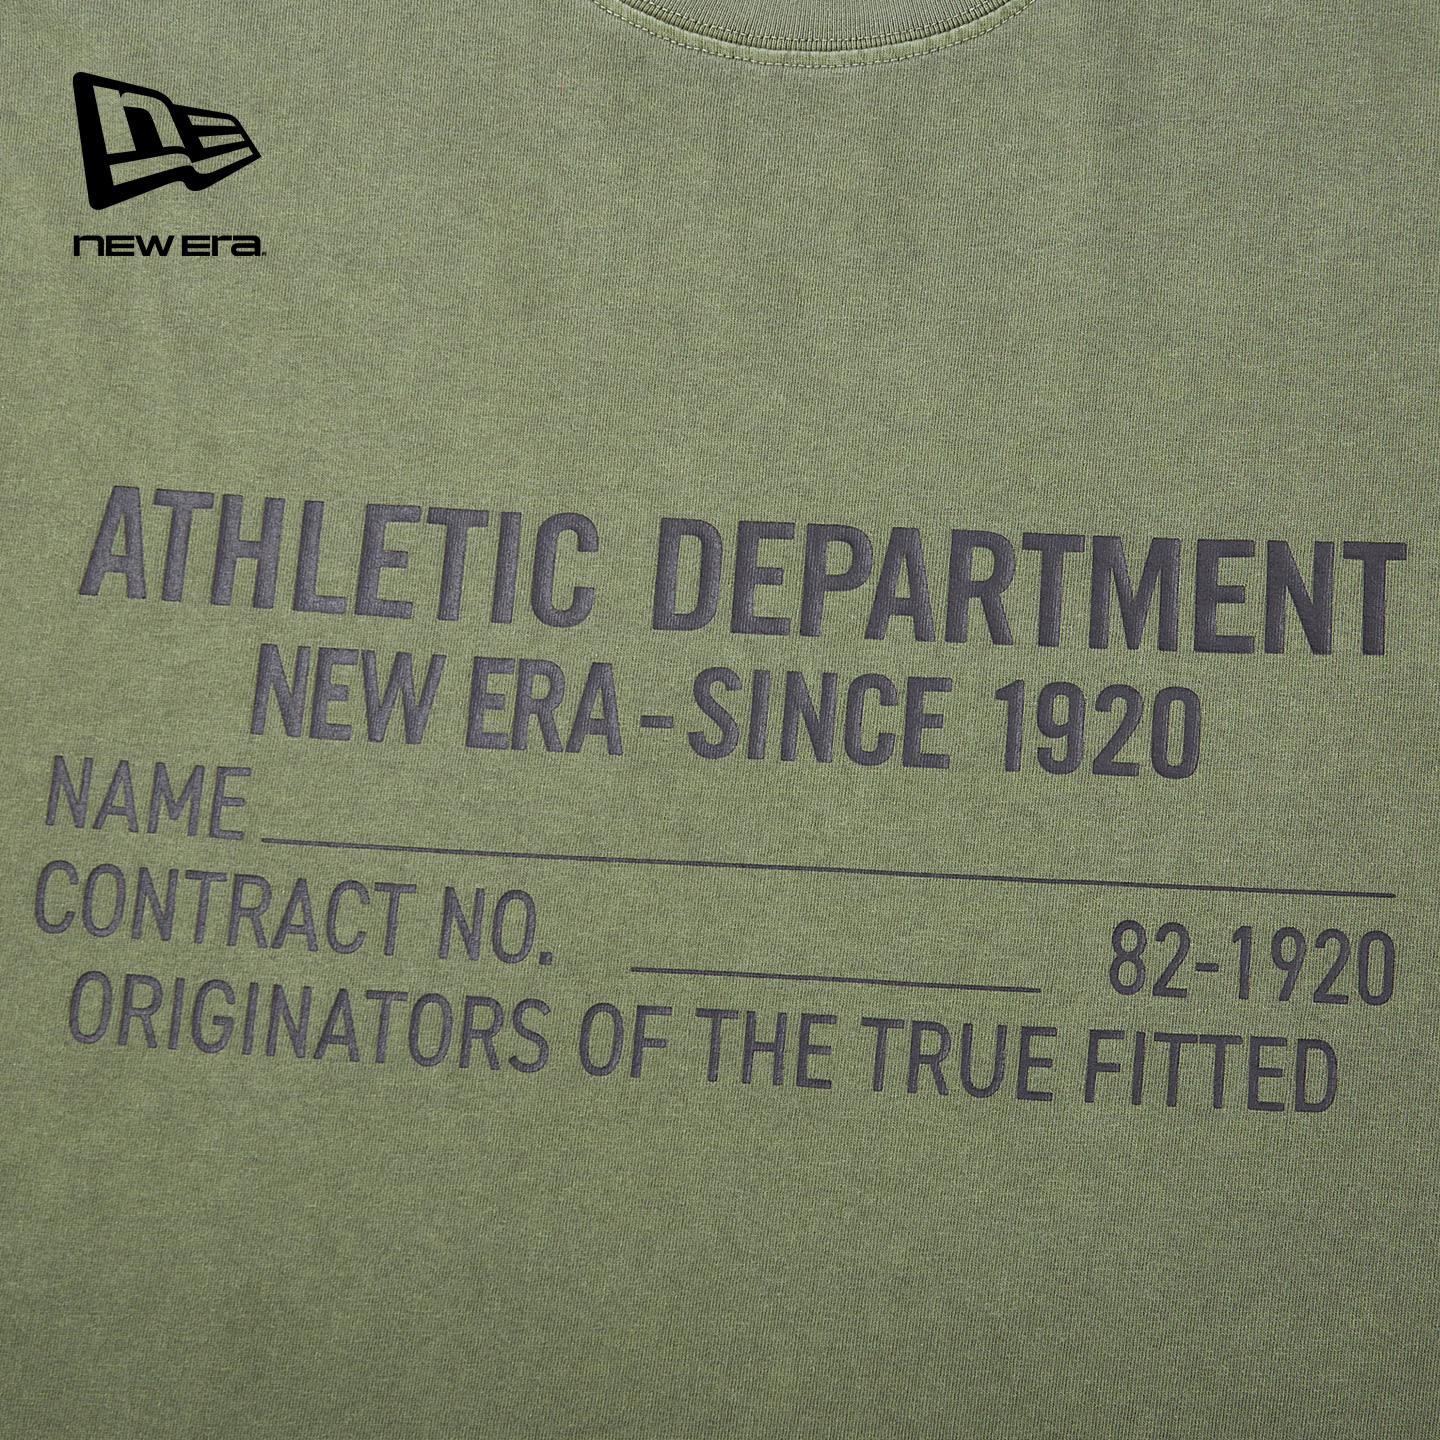 NEW ERA
ATHLETIC DEPARTMENT
NEW ERA - SINCE 1920
NAME
CONTRACT NO. 82-1920
ORIGINATORS OF THE TRUE FITTED